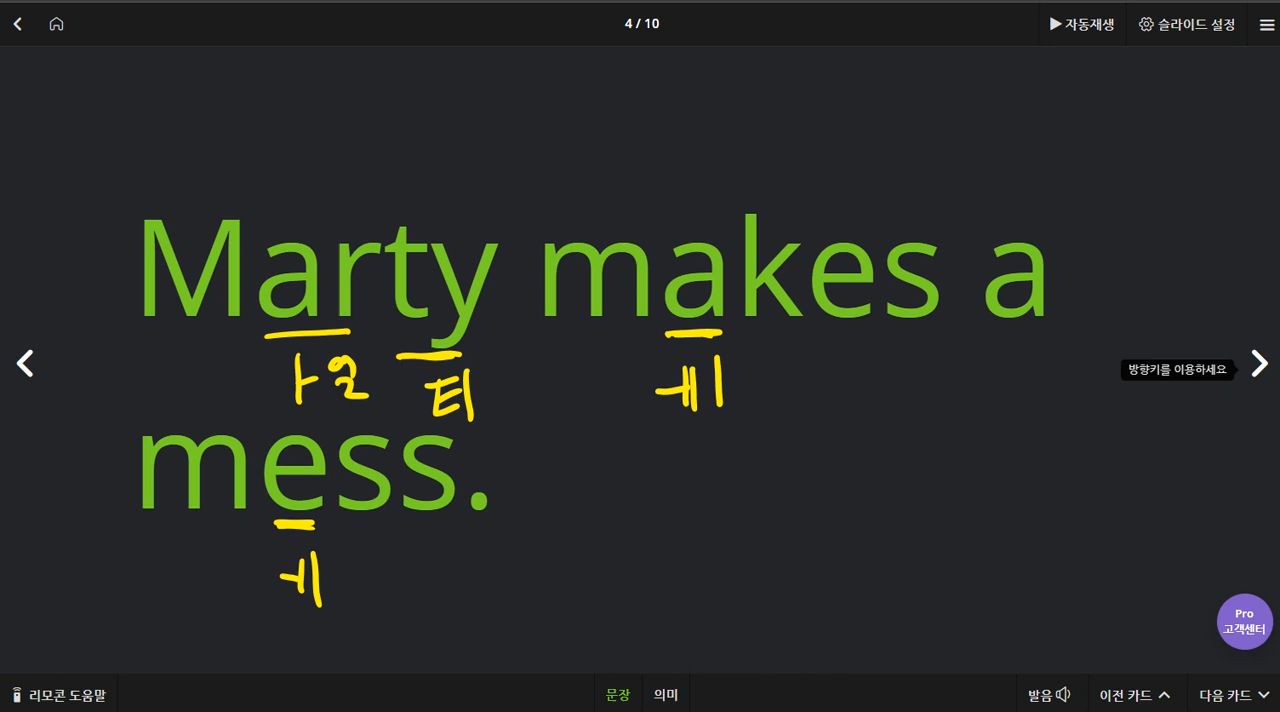 4 / 10
자동재생
슬라이드 설정
Marty makes a
ㅏ알 티 ㅔㅣ
방향키를 이용하세요
mess.
ㅔ
Pro
고객센터
리모콘 도움말
문장
의미
발음
이전 카드
다음 카드